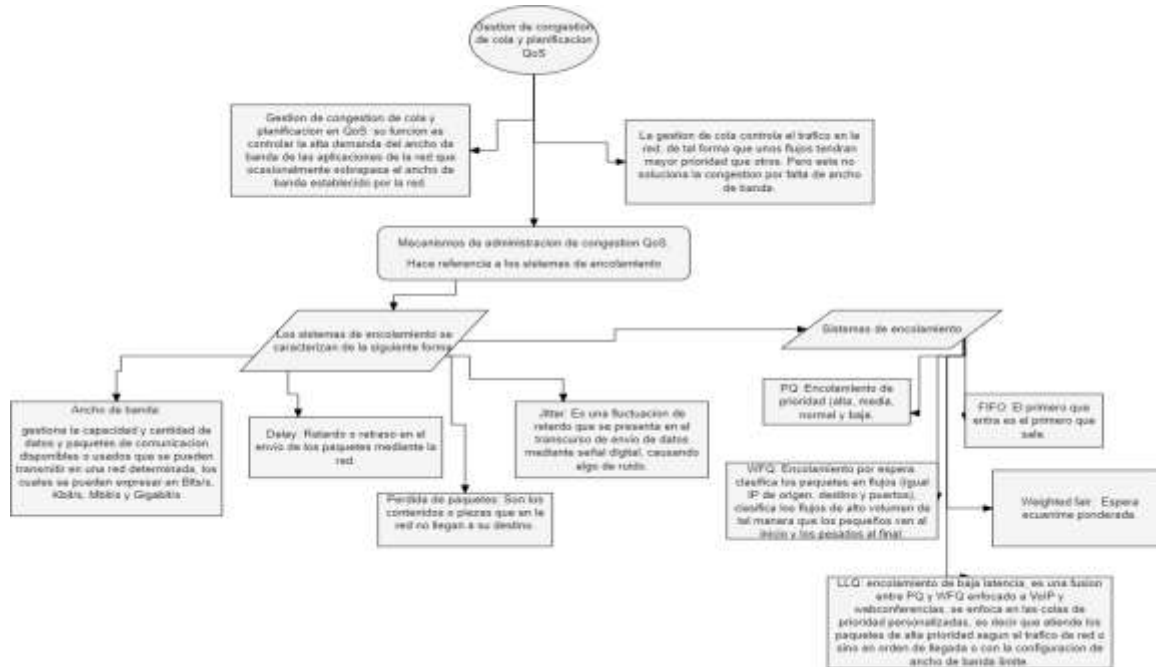 Gestion de congestion
de cola y planificacion
QoS
Gestion de congestion de cola y
planificacion en QoS: su funcion es
controlar la alta demanda del ancho de
banda de las aplicaciones de la red que
ocasionalmente sobrapasa el ancho de
banda establecido por la red.
La gestion de cola controla el trafico en la
red, de tal forma que unos flujos tendran
mayor prioridad que otros. Pero este no
soluciona la congestion por falta de ancho
de banda.
Mecanismos de administracion de congestion QoS
Hace referencia a los sistemas de encolamiento
Los sistemas de encolamiento se
caracterizan de la siguiente forma
Sistemas de encolamiento
Ancho de banda:
gestiona la capacidad y cantidad de
datos y paquetes de comunicacion
disponibles o usados que se pueden
transmitir en una red determinada, los
cuales se pueden expresar en Bits/s,
Kbit/s, Mbit/s y Gigabit/s
Delay: Retardo o retraso en el
envio de los paquetes mediante la
red.
Perdida de paquetes: Son los
contenidos o piezas que en la
red no llegan a su destino.
Jitter: Es una fluctuacion de
retardo que se presenta en el
transcurso de envío de datos
mediante señal digital, causando
algo de ruido.
PQ: Encolamiento de
prioridad (alta, media,
normal y baja.
FIFO: El primero que
entra es el primero que
sale.
WFQ: Encolamiento por espera
clasifica los paquetes en flujos (igual
IP de origen, destino y puertos),
clasifica los flujos de alto volumen de
tal manera que los pequeños van al
inicio y los pesados al final.
Weighted fair: Espera
ecuanime ponderada.
LLQ: encolamiento de baja latencia, es una fusion
entre PQ y WFQ enfocado a VoIP y
webconferencias, se enfoca en las colas de
prioridad personalizadas, es decir que atiende los
paquetes de alta prioridad segun el trafico de red o
sino en orden de llegada o con la configuracion de
ancho de banda limite.